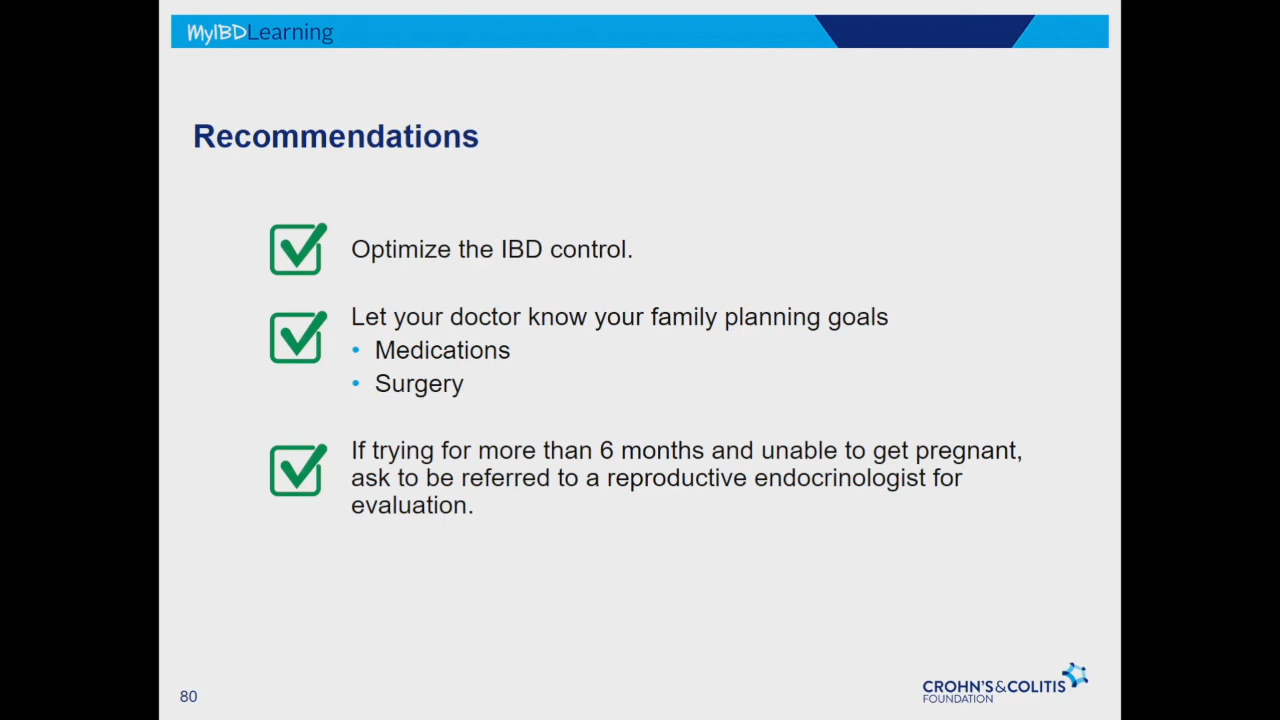 MyIBDLearning
Recommendations
Optimize the IBD control.
Let your doctor know your family planning goals
• Medications
• Surgery
If trying for more than 6 months and unable to get pregnant,
ask to be referred to a reproductive endocrinologist for
evaluation.
80
CROHN'S&COLITIS
FOUNDATION